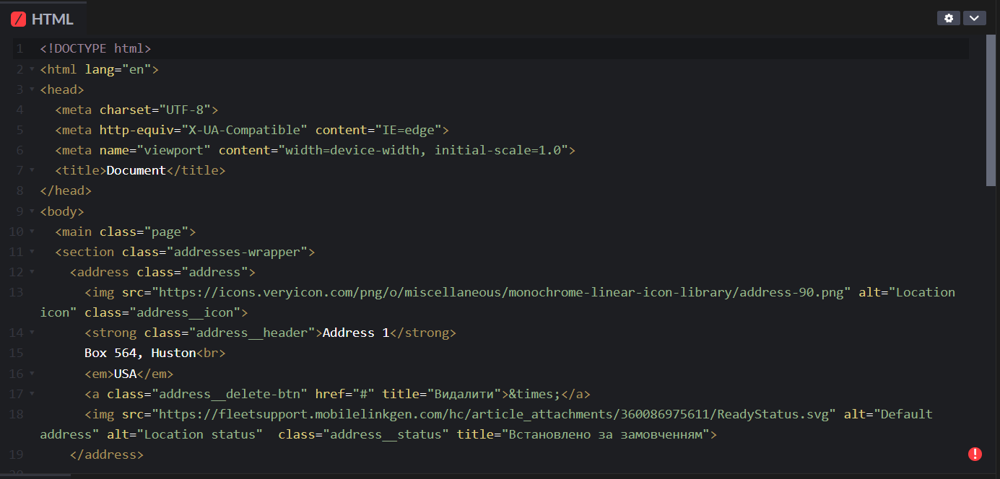 HTML
1 <!DOCTYPE html>
2 <html lang="en">
3 <head>
4 <meta charset="UTF-8">
5 <meta http-equiv="X-UA-Compatible" content="IE=edge">
6 <meta name="viewport" content="width=device-width, initial-scale=1.0">
7 <title>Document</title>
8 </head>
9 <body>
10 <main class="page">
11 <section class="addresses-wrapper">
12 <address class="address">
13 <img src="https://icons.veryicon.com/png/o/miscellaneous/monochrome-linear-icon-library/address-90.png" alt="Location
icon" class="address__icon">
14 <strong class="address__header">Address 1</strong>
15 Box 564, Huston<br>
16 <em>USA</em>
17 <a class="address__delete-btn" href="#" title="Видалити">&times;</a>
18 <img src="https://fleetsupport.mobilelinkgen.com/hc/article_attachments/360086975611/ReadyStatus.svg" alt="Default
address" alt="Location status"  class="address__status" title="Встановлено за замовченням">
19 </address>